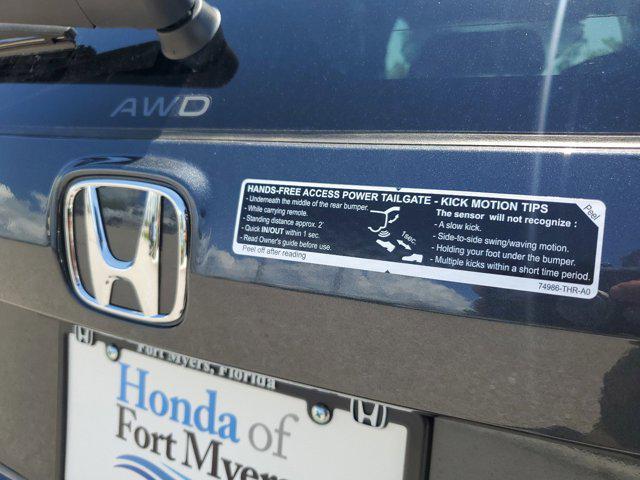 AWD
HANDS-FREE ACCESS POWER TAILGATE - KICK MOTION TIPS
- Underneath the middle of the rear bumper.
- While carrying remote.
- Standing distance approx. 2'
- Quick IN/OUT within 1 sec.
- Read Owner's guide before use.
Peel off after reading
1sec.
The sensor will not recognize :
- A slow kick.
- Side-to-side swing/waving motion.
- Holding your foot under the bumper.
- Multiple kicks within a short time period.
74986-THR-A0
Peel
Fort Myers, Florida
Honda of
Fort Myers